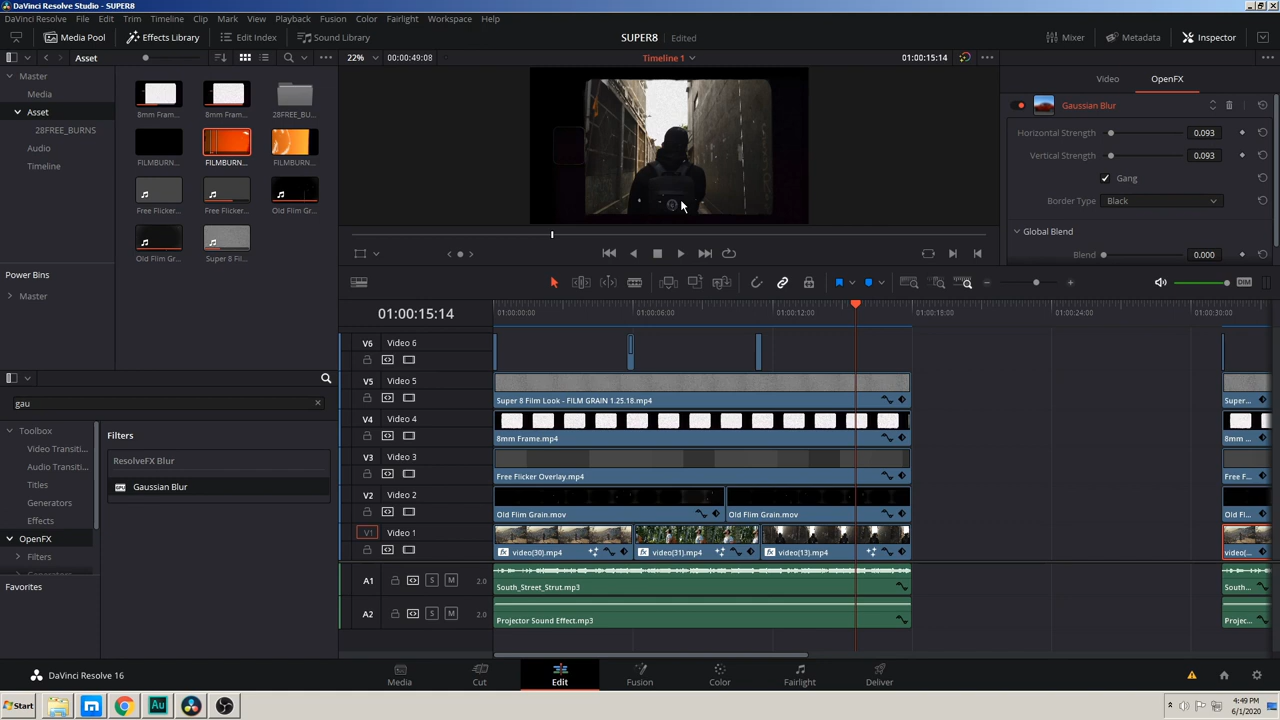 DaVinci Resolve Studio - SUPER8
DaVinci Resolve File Edit Trim Timeline Clip Mark View Playback Fusion Color Fairlight Workspace Help
Media Pool Effects Library Edit Index Sound Library SUPER8 Edited Mixer Metadata Inspector
Asset 22% 00:00:49:08 Timeline 1 01:00:15:14
Master
Media
Asset
28FREE_BURNS
Audio
Timeline
8mm Fram... 8mm Fram... 28FREE_BU...
FILMBURN... FILMBURN... FILMBURN...
Free Flicker... Free Flicker... Old Flim Gr...
Old Flim Gr... Super 8 Fil...
Power Bins
Master
Video OpenFX
Gaussian Blur
Horizontal Strength 0.093
Vertical Strength 0.093
Gang
Border Type Black
Global Blend
Blend 0.000
DIM
01:00:15:14
01:00:00:00 01:00:06:00 01:00:12:00 01:00:18:00 01:00:24:00 01:00:30:00
V6 Video 6
V5 Video 5
Super 8 Film Look - FILM GRAIN 1.25.18.mp4 Super...
V4 Video 4
8mm Frame.mp4 8mm ...
V3 Video 3
Free Flicker Overlay.mp4 Free F...
V2 Video 2
Old Flim Grain.mov Old Flim Grain.mov Old Fl...
V1 Video 1
fx video(30).mp4 fx video(31).mp4 fx video(13).mp4 video(...
A1 S M 2.0 South_Street_Strut.mp3 South...
A2 S M 2.0 Projector Sound Effect.mp3 Projec...
gau
Toolbox
Video Transiti...
Audio Transiti...
Titles
Generators
Effects
OpenFX
Filters
Generators
Favorites
Filters
ResolveFX Blur
Gaussian Blur
DaVinci Resolve 16
Media Cut Edit Fusion Color Fairlight Deliver
Start Au 4:49 PM
6/1/2020